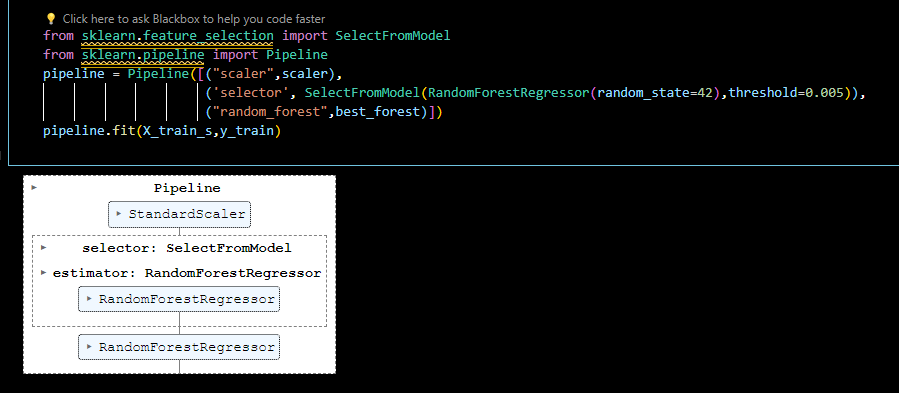 Click here to ask Blackbox to help you code faster
from sklearn.feature_selection import SelectFromModel
from sklearn.pipeline import Pipeline
pipeline = Pipeline([("scaler",scaler),
('selector', SelectFromModel(RandomForestRegressor(random_state=42),threshold=0.005)),
("random_forest",best_forest)])
pipeline.fit(X_train_s,y_train)
Pipeline
StandardScaler
selector: SelectFromModel
estimator: RandomForestRegressor
RandomForestRegressor
RandomForestRegressor